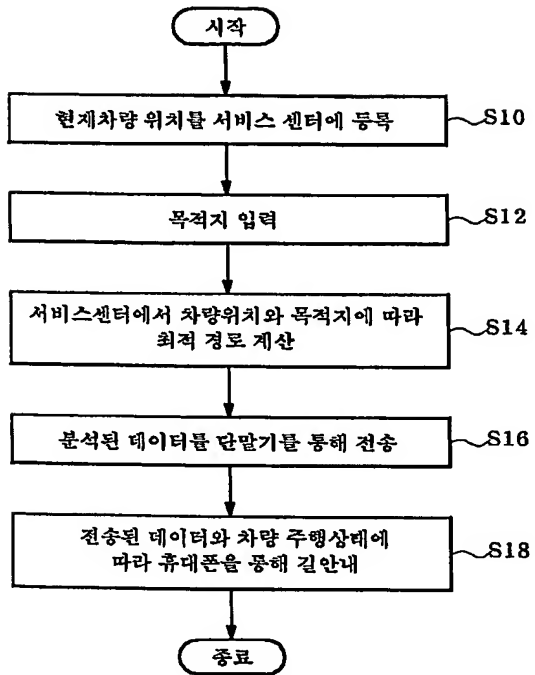 시작
현재차량 위치를 서비스 센터에 등록
S10
목적지 입력
S12
서비스센터에서 차량위치와 목적지에 따라
최적 경로 계산
S14
분석된 데이터를 단말기를 통해 전송
S16
전송된 데이터와 차량 주행상태에
따라 휴대폰을 통해 길안내
S18
종료